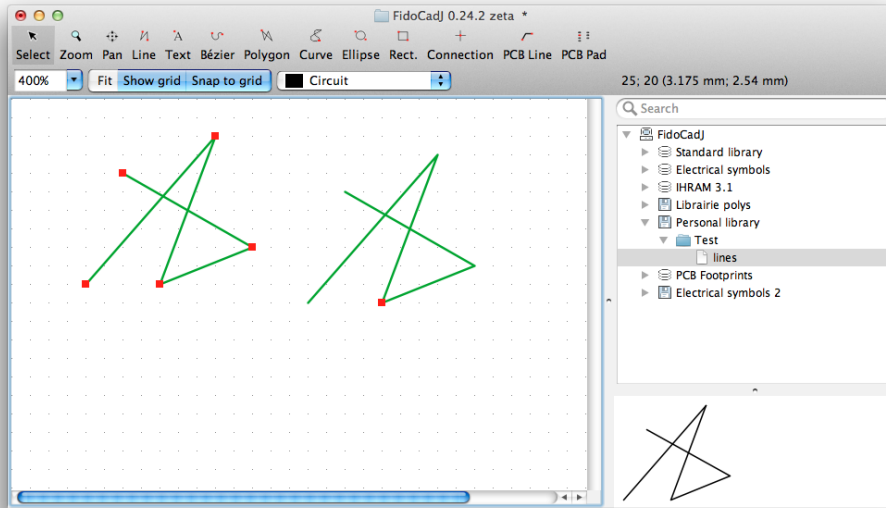 FidoCadJ 0.24.2 zeta *
Select Zoom Pan Line Text Bézier Polygon Curve Ellipse Rect. Connection PCB Line PCB Pad
400% Fit Show grid Snap to grid Circuit 25; 20 (3.175 mm; 2.54 mm)
Search
FidoCadJ
Standard library
Electrical symbols
IHRAM 3.1
Librairie polys
Personal library
Test
lines
PCB Footprints
Electrical symbols 2